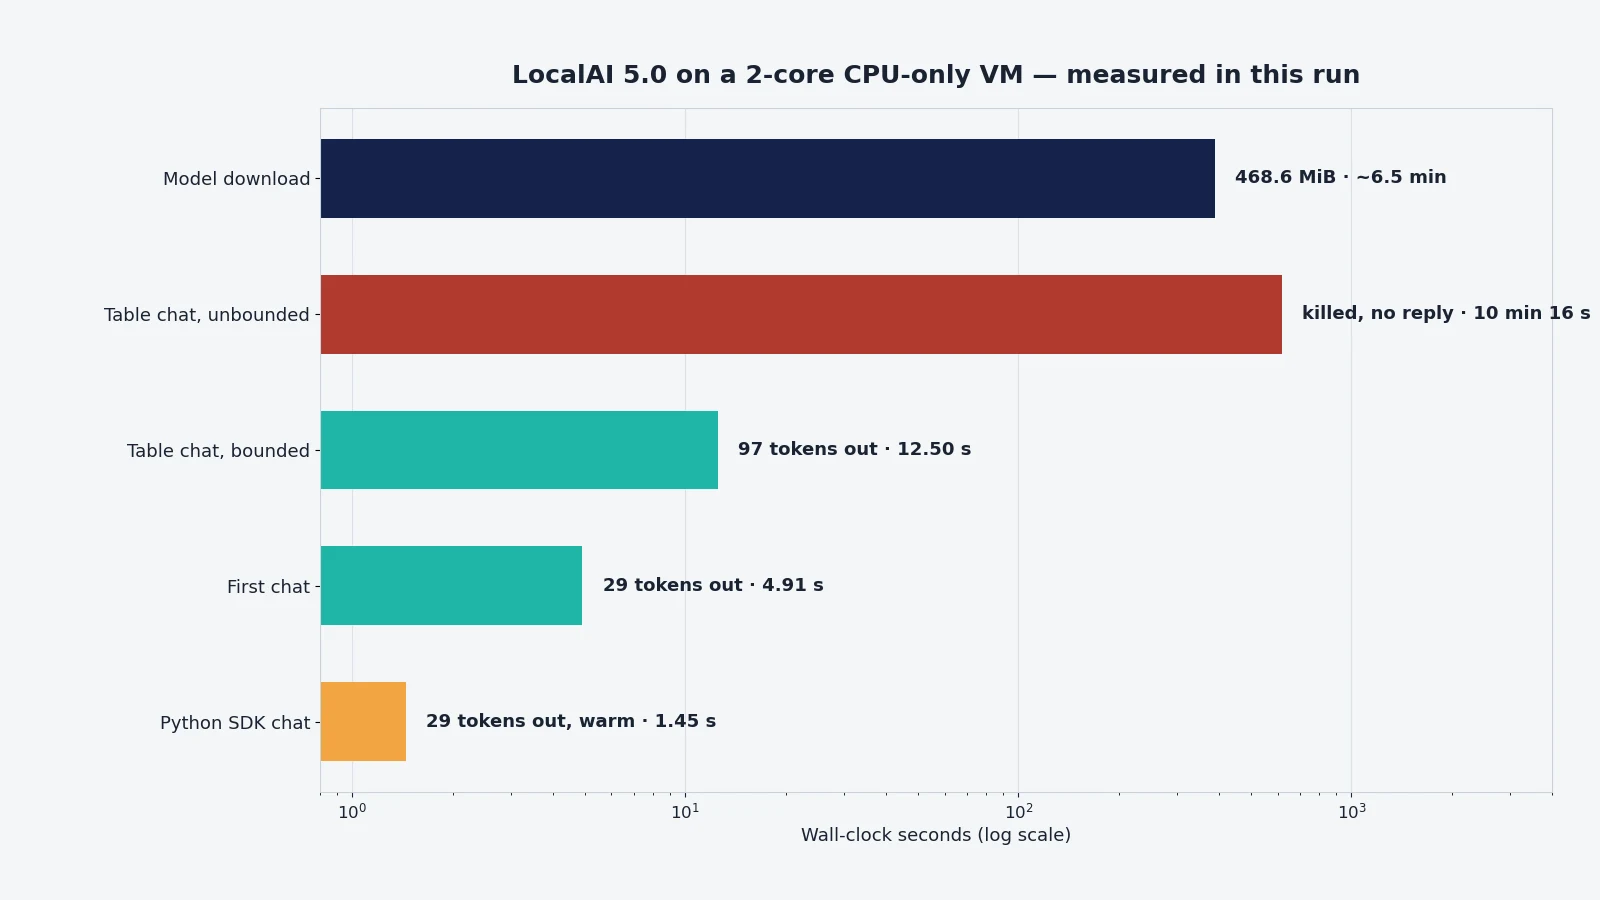 LocalAI 5.0 on a 2-core CPU-only VM — measured in this run
Model download
468.6 MiB · ~6.5 min
Table chat, unbounded
killed, no reply · 10 min 16 s
Table chat, bounded
97 tokens out · 12.50 s
First chat
29 tokens out · 4.91 s
Python SDK chat
29 tokens out, warm · 1.45 s
10⁰ 10¹ 10² 10³
Wall-clock seconds (log scale)